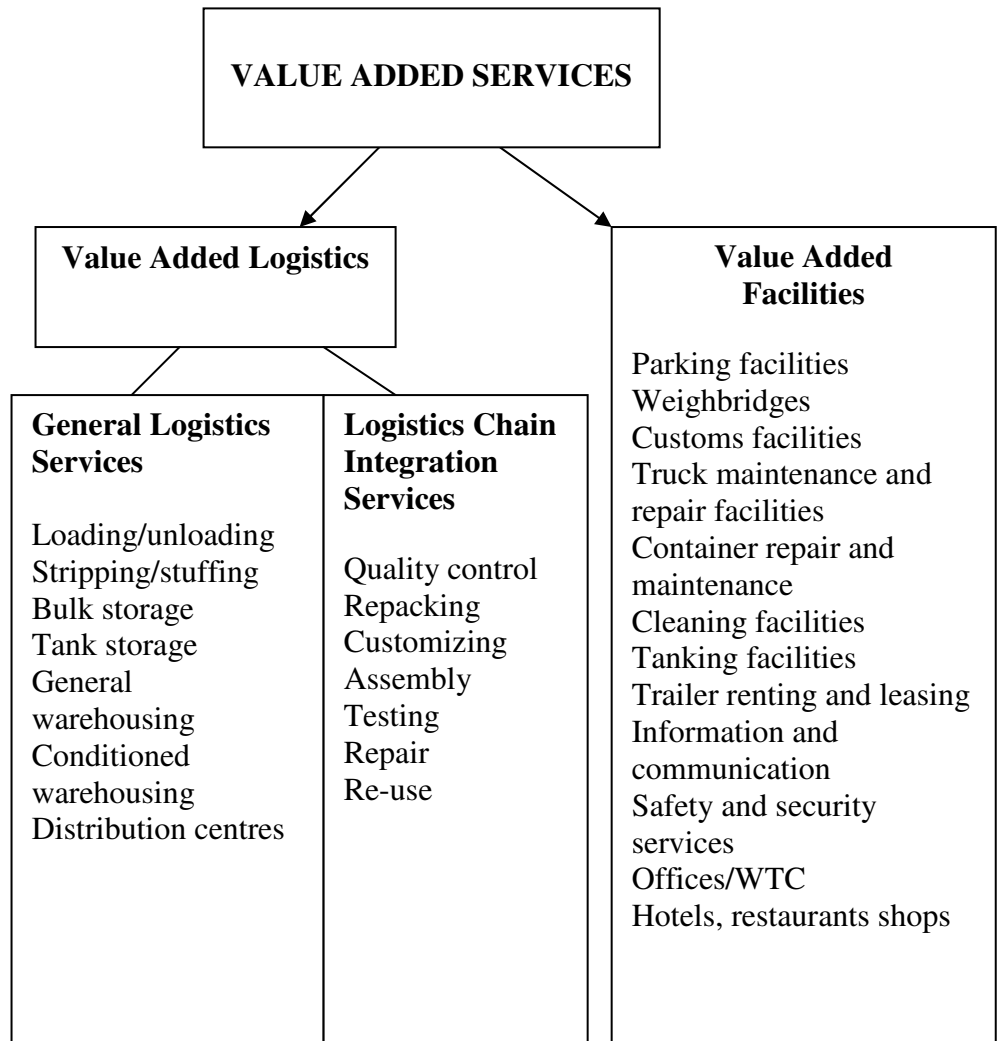 VALUE ADDED SERVICES
Value Added Logistics
General Logistics
Services
Loading/unloading
Stripping/stuffing
Bulk storage
Tank storage
General
warehousing
Conditioned
warehousing
Distribution centres
Logistics Chain
Integration
Services
Quality control
Repacking
Customizing
Assembly
Testing
Repair
Re-use
Value Added
Facilities
Parking facilities
Weighbridges
Customs facilities
Truck maintenance and
repair facilities
Container repair and
maintenance
Cleaning facilities
Tanking facilities
Trailer renting and leasing
Information and
communication
Safety and security
services
Offices/WTC
Hotels, restaurants shops